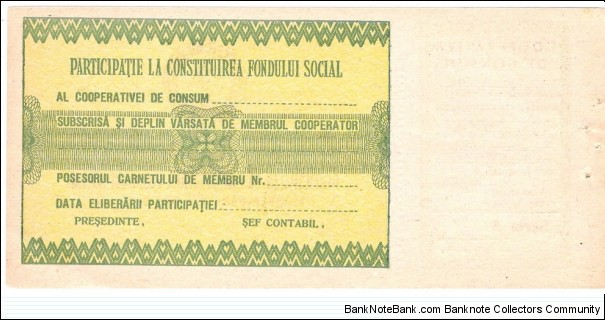 PARTICIPAȚIE LA CONSTITUIREA FONDULUI SOCIAL
AL COOPERATIVEI DE CONSUM
SUBSCRISĂ ȘI DEPLIN VĂRSATĂ DE MEMBRUL COOPERATOR
POSESORUL CARNETULUI DE MEMBRU Nr.
DATA ELIBERĂRII PARTICIPAȚIEI
PREȘEDINTE, ȘEF CONTABIL,
BankNoteBank.com -Banknote Collectors Community